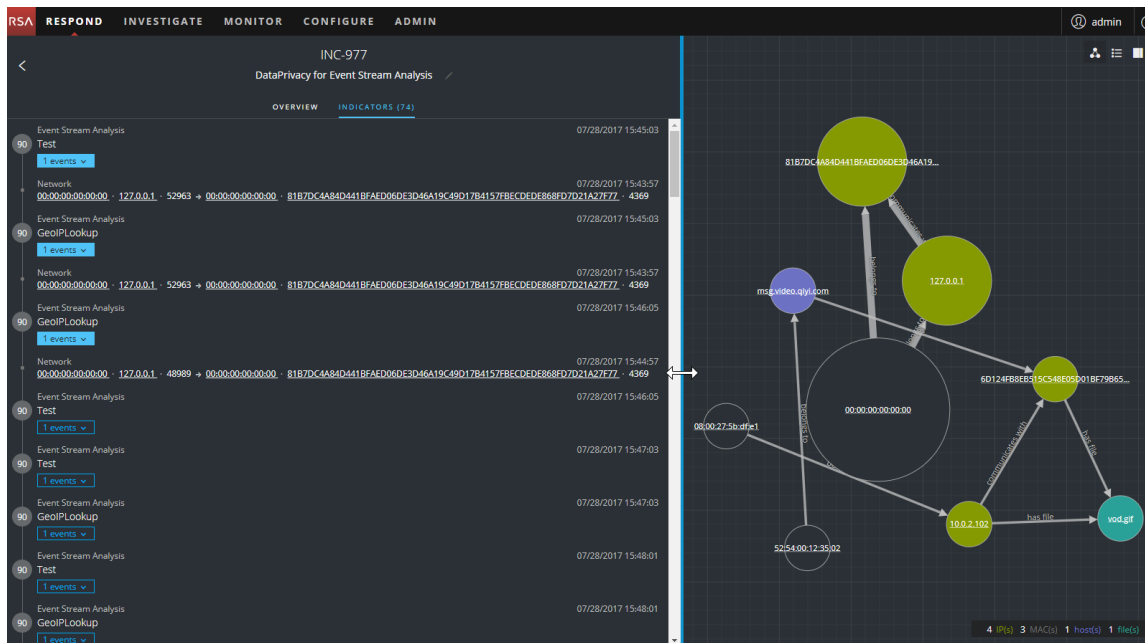 RSA RESPOND INVESTIGATE MONITOR CONFIGURE ADMIN admin
INC-977
DataPrivacy for Event Stream Analysis
OVERVIEW INDICATORS (74)
Event Stream Analysis 07/28/2017 15:45:03
90 Test
1 events
Network 07/28/2017 15:43:57
00:00:00:00:00:00 · 127.0.0.1 · 52963 → 00:00:00:00:00:00 · 81B7DC4A84D441BFAED06DE3D46A19C49D17B4157FBECDEDE868FD7D21A27F77 · 4369
Event Stream Analysis 07/28/2017 15:45:03
90 GeoIPLookup
1 events
Network 07/28/2017 15:43:57
00:00:00:00:00:00 · 127.0.0.1 · 52963 → 00:00:00:00:00:00 · 81B7DC4A84D441BFAED06DE3D46A19C49D17B4157FBECDEDE868FD7D21A27F77 · 4369
Event Stream Analysis 07/28/2017 15:46:05
90 GeoIPLookup
1 events
Network 07/28/2017 15:44:57
00:00:00:00:00:00 · 127.0.0.1 · 48989 → 00:00:00:00:00:00 · 81B7DC4A84D441BFAED06DE3D46A19C49D17B4157FBECDEDE868FD7D21A27F77 · 4369
Event Stream Analysis 07/28/2017 15:46:05
90 Test
1 events
Event Stream Analysis 07/28/2017 15:47:03
90 Test
1 events
Event Stream Analysis 07/28/2017 15:47:03
90 GeoIPLookup
1 events
Event Stream Analysis 07/28/2017 15:48:01
90 Test
1 events
Event Stream Analysis 07/28/2017 15:48:01
90 GeoIPLookup
1 events
81B7DC4A84D441BFAED06DE3D46A19...
belongs to
127.0.0.1
msg.video.qiyi.com
6D124FB8EB515C548E05D01BF79B65...
00:00:00:00:00:00
08:00:27:5b:df:e1
belongs to
communicates with
has file
10.0.2.102
has file
vod.gif
52:54:00:12:35:02
4 IP(s) 3 MAC(s) 1 host(s) 1 file(s)